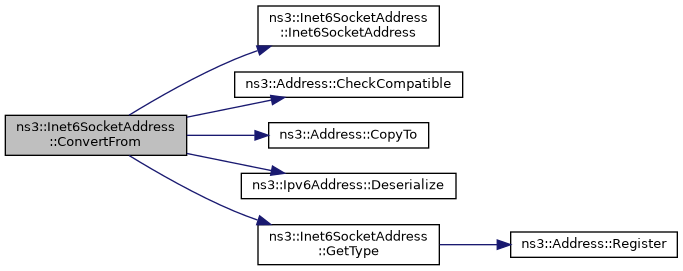 ns3::Inet6SocketAddress
::ConvertFrom
ns3::Inet6SocketAddress
::Inet6SocketAddress
ns3::Address::CheckCompatible
ns3::Address::CopyTo
ns3::Ipv6Address::Deserialize
ns3::Inet6SocketAddress
::GetType
ns3::Address::Register